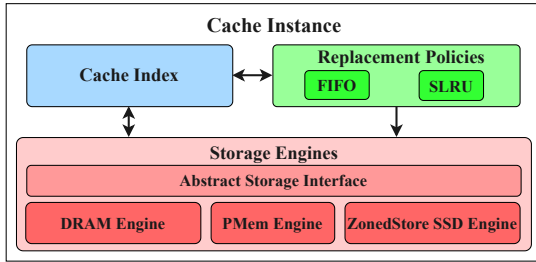 Cache Instance
Cache Index
Replacement Policies
FIFO
SLRU
Storage Engines
Abstract Storage Interface
DRAM Engine
PMem Engine
ZonedStore SSD Engine